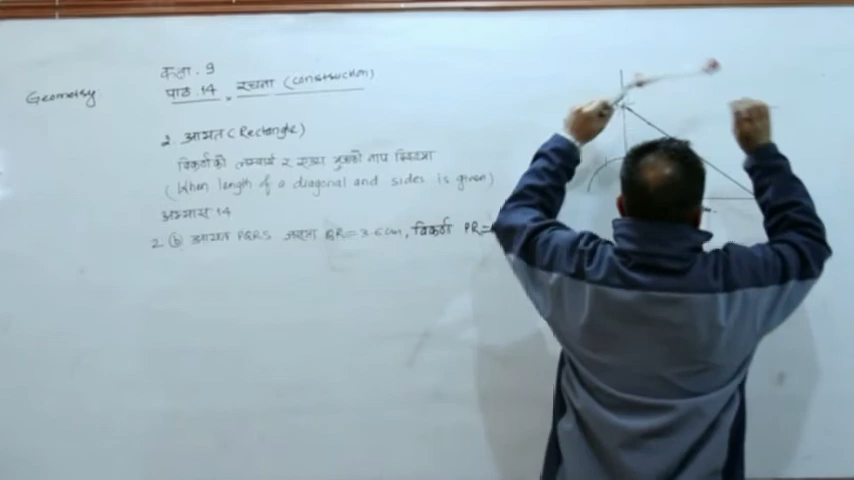 कक्षा. 9
Geometry
पाठ. 14 रचना (construction)
2. आयत (Rectangle)
विकर्णको लम्बाई र एउटा भुजाको नाप दिइएमा
(When length of a diagonal and sides is given)
अभ्यास 14
2. (b) आयत PQRS जसमा QR = 3.6 cm, विकर्ण PR =